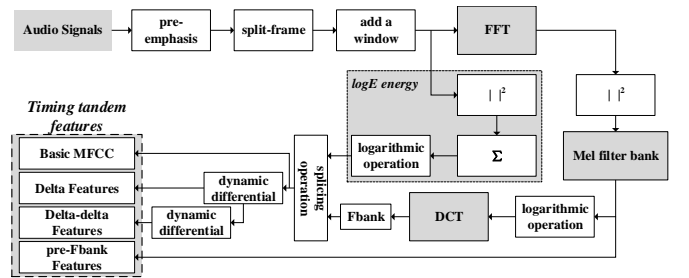 Audio Signals
pre-
emphasis
split-frame
add a
window
FFT
logE energy
| |²
| |²
Timing tandem
features
Basic MFCC
Delta Features
Delta-delta
Features
pre-Fbank
Features
dynamic
differential
dynamic
differential
splicing
operation
logarithmic
operation
Σ
Mel filter bank
Fbank
DCT
logarithmic
operation